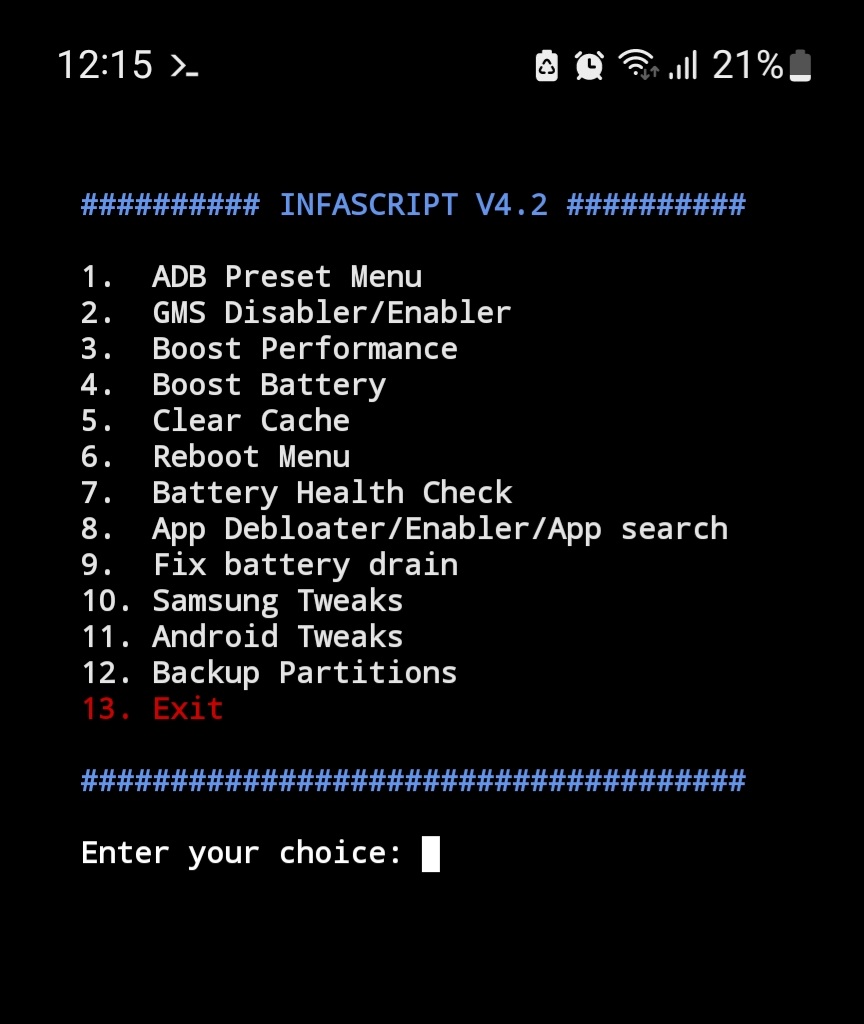 12:15 21%
########## INFASCRIPT V4.2 ##########
1.  ADB Preset Menu
2.  GMS Disabler/Enabler
3.  Boost Performance
4.  Boost Battery
5.  Clear Cache
6.  Reboot Menu
7.  Battery Health Check
8.  App Debloater/Enabler/App search
9.  Fix battery drain
10. Samsung Tweaks
11. Android Tweaks
12. Backup Partitions
13. Exit
#####################################
Enter your choice: